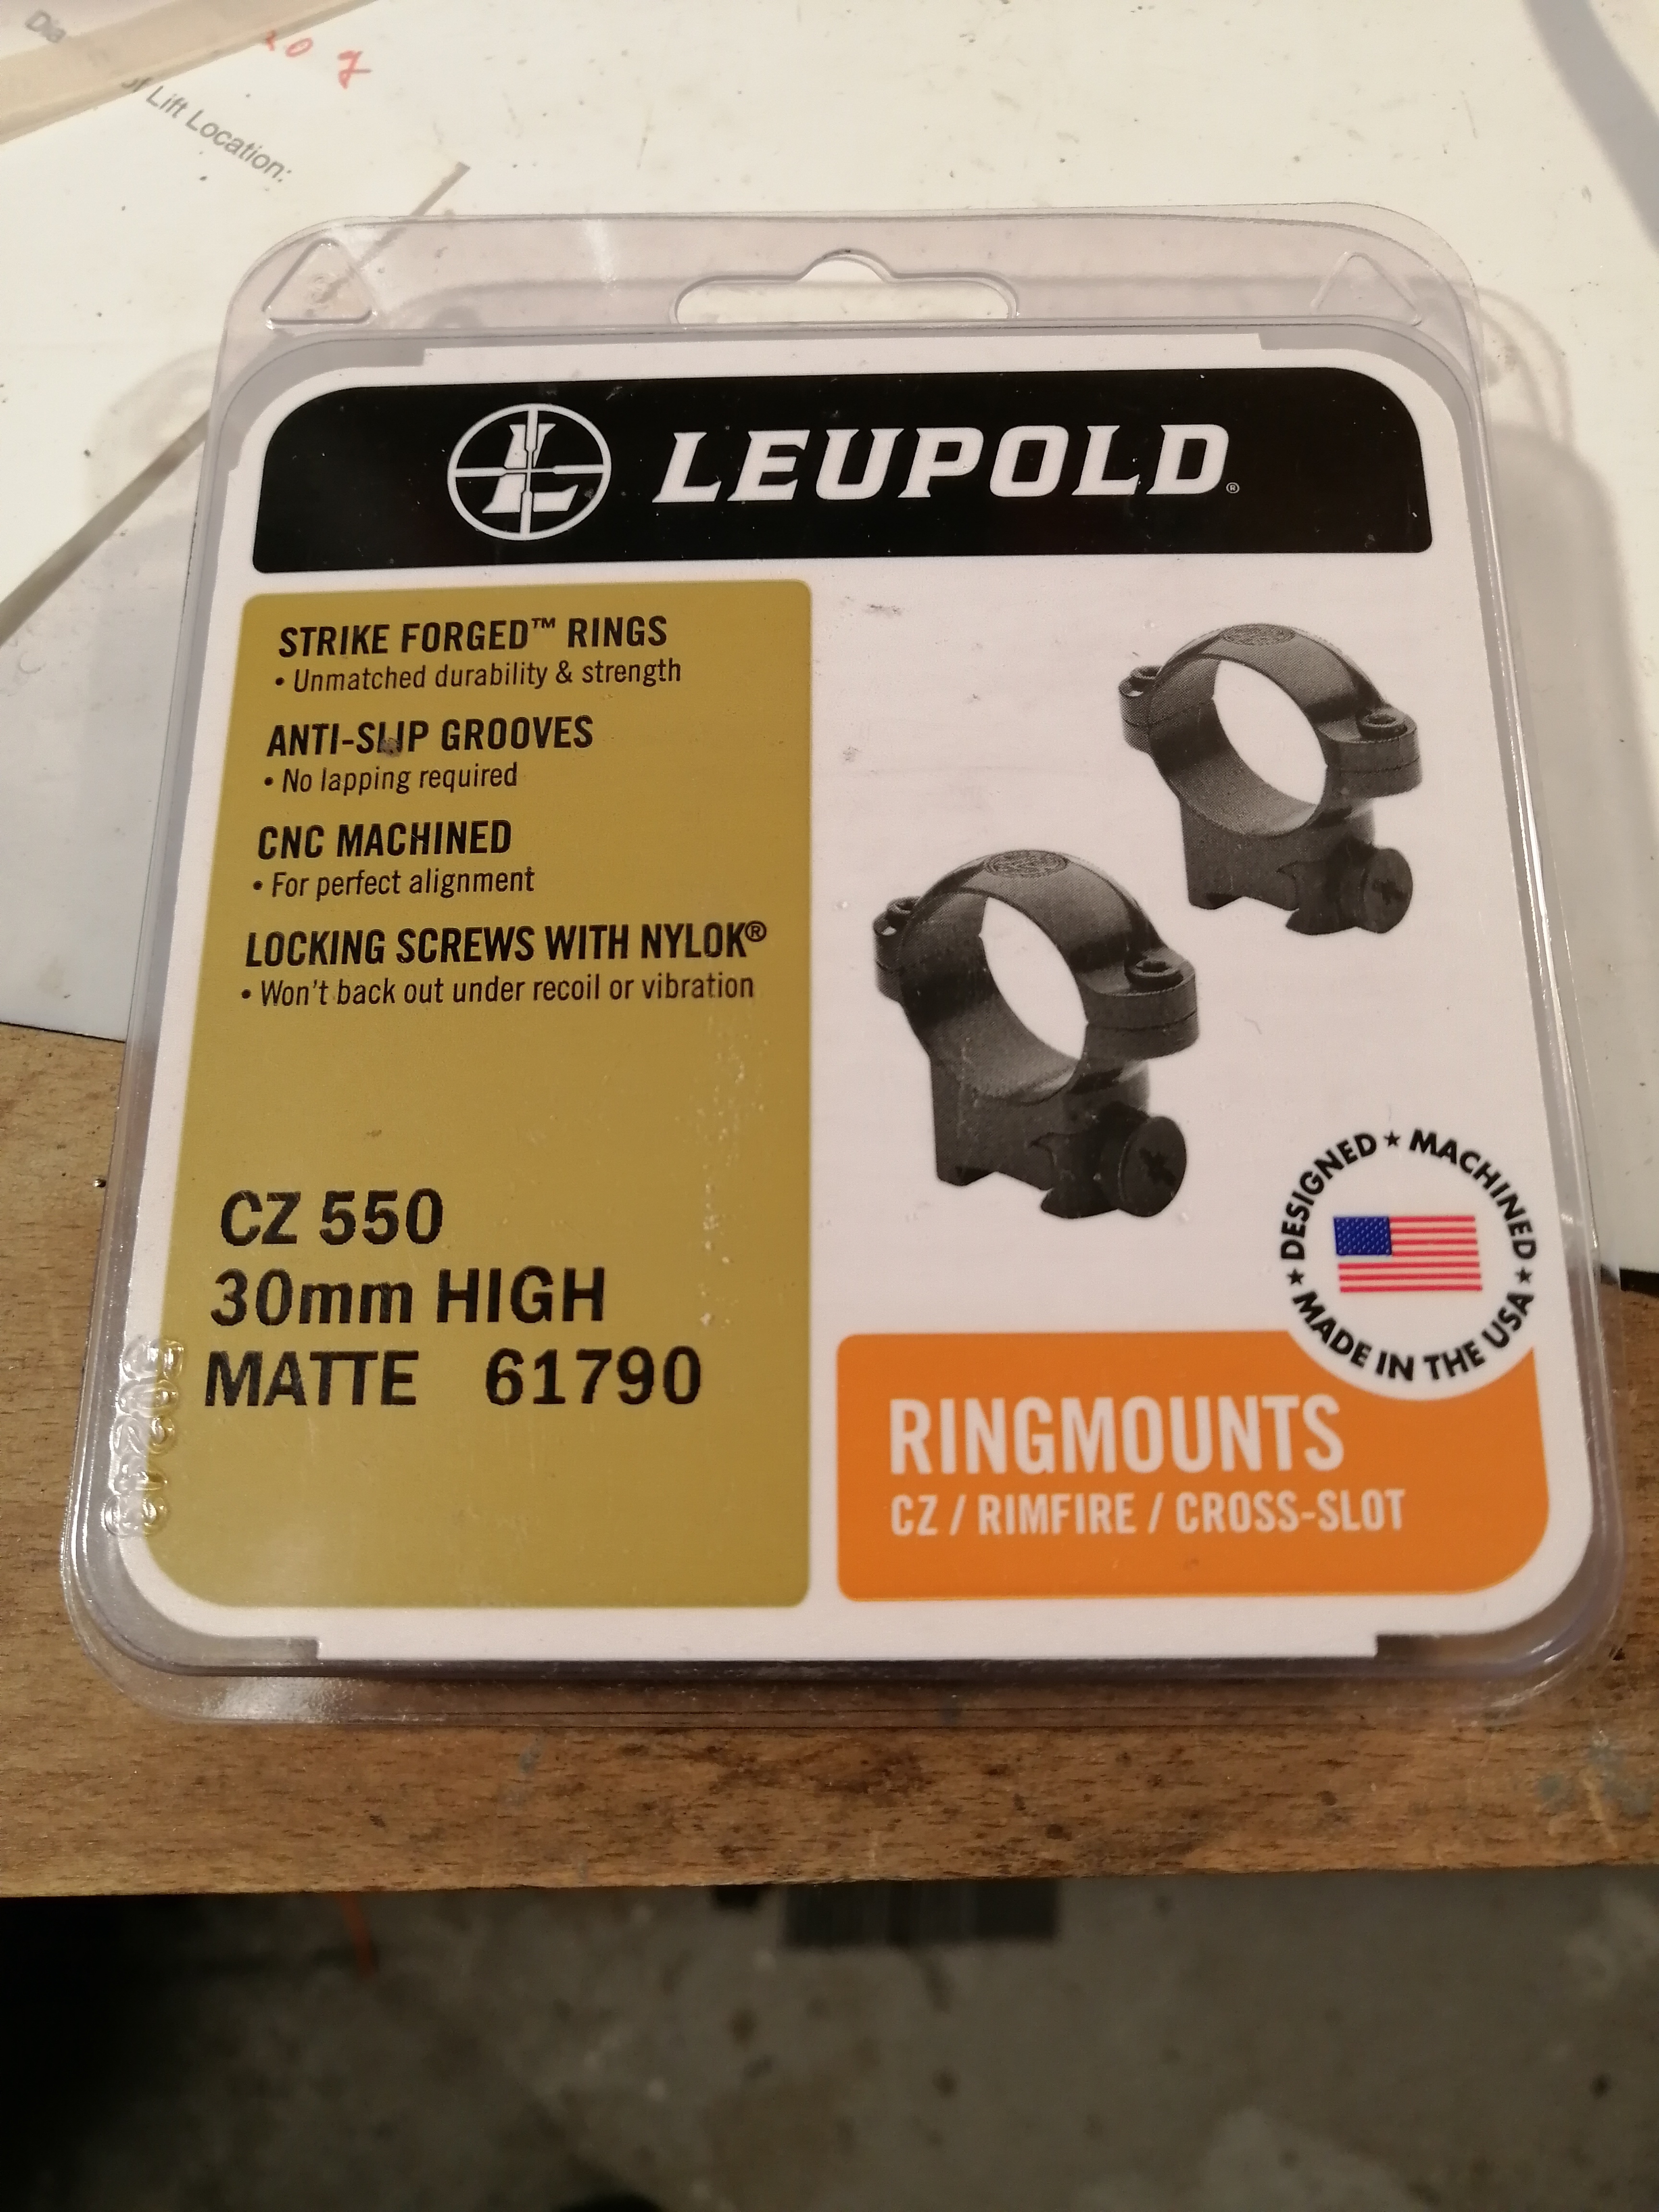 20 g
of Lift Location:
LEUPOLD®
STRIKE FORGED™ RINGS
• Unmatched durability & strength
ANTI-SLIP GROOVES
• No lapping required
CNC MACHINED
• For perfect alignment
LOCKING SCREWS WITH NYLOK®
• Won't back out under recoil or vibration
CZ 550
30mm HIGH
MATTE 61790
★ DESIGNED ★ MACHINED ★
MADE IN THE USA
RINGMOUNTS
CZ / RIMFIRE / CROSS-SLOT